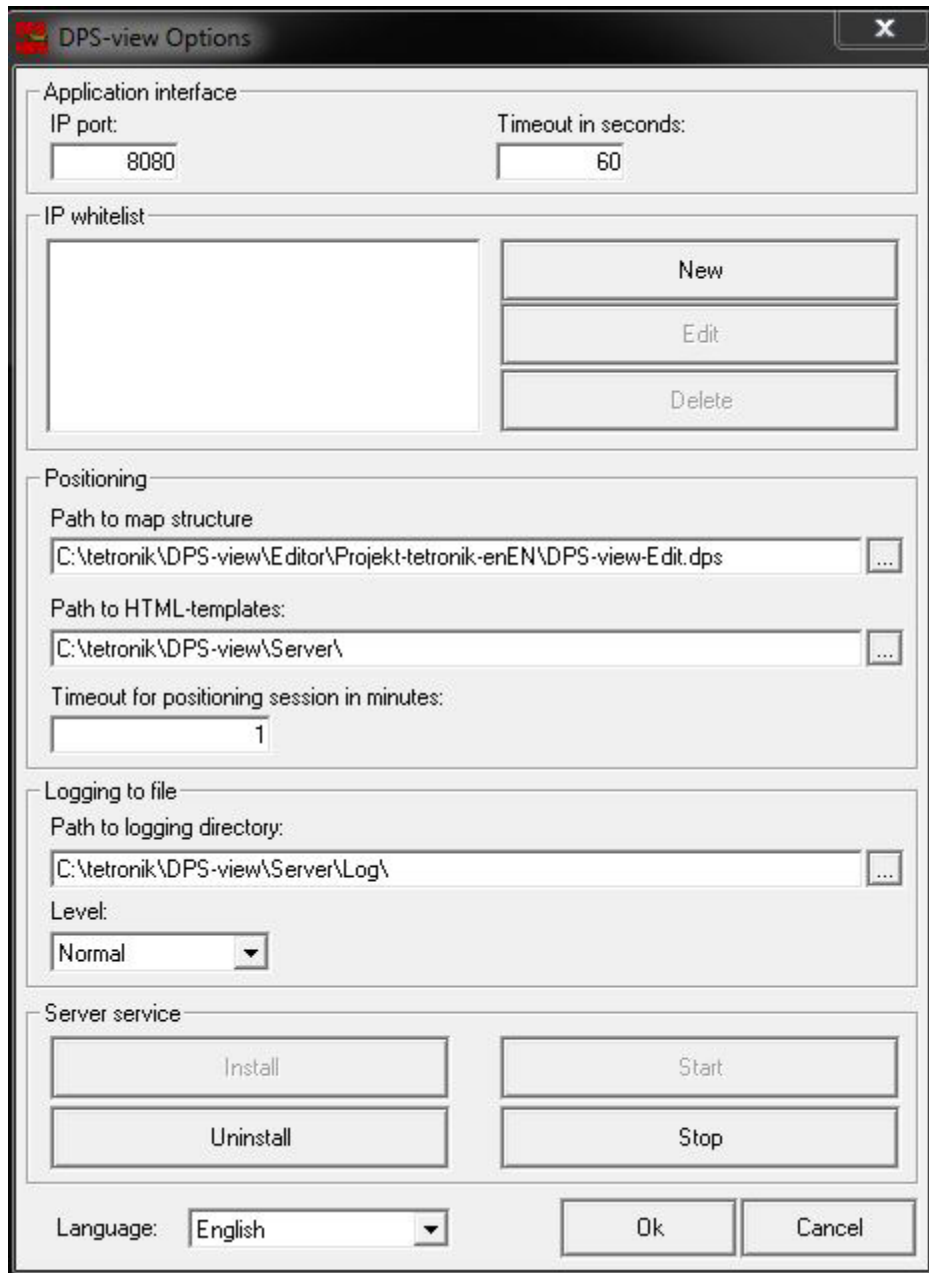 DPS-view Options
Application interface
IP port:
Timeout in seconds:
8080
60
IP whitelist
New
Edit
Delete
Positioning
Path to map structure
C:\tetronik\DPS-view\Editor\Projekt-tetronik-enEN\DPS-view-Edit.dps
...
Path to HTML-templates:
C:\tetronik\DPS-view\Server\
...
Timeout for positioning session in minutes:
1
Logging to file
Path to logging directory:
C:\tetronik\DPS-view\Server\Log\
...
Level:
Normal
Server service
Install
Start
Uninstall
Stop
Language:
English
Ok
Cancel